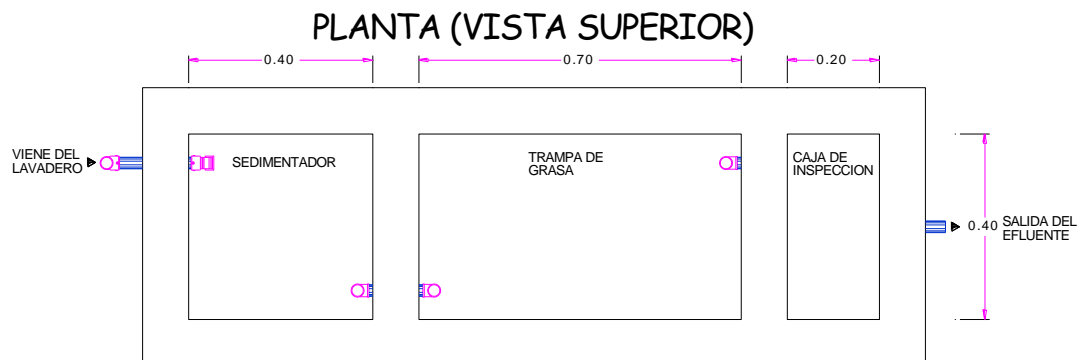 PLANTA (VISTA SUPERIOR)
0.40
0.70
0.20
VIENE DEL
LAVADERO
SEDIMENTADOR
TRAMPA DE
GRASA
CAJA DE
INSPECCION
0.40
SALIDA DEL
EFLUENTE